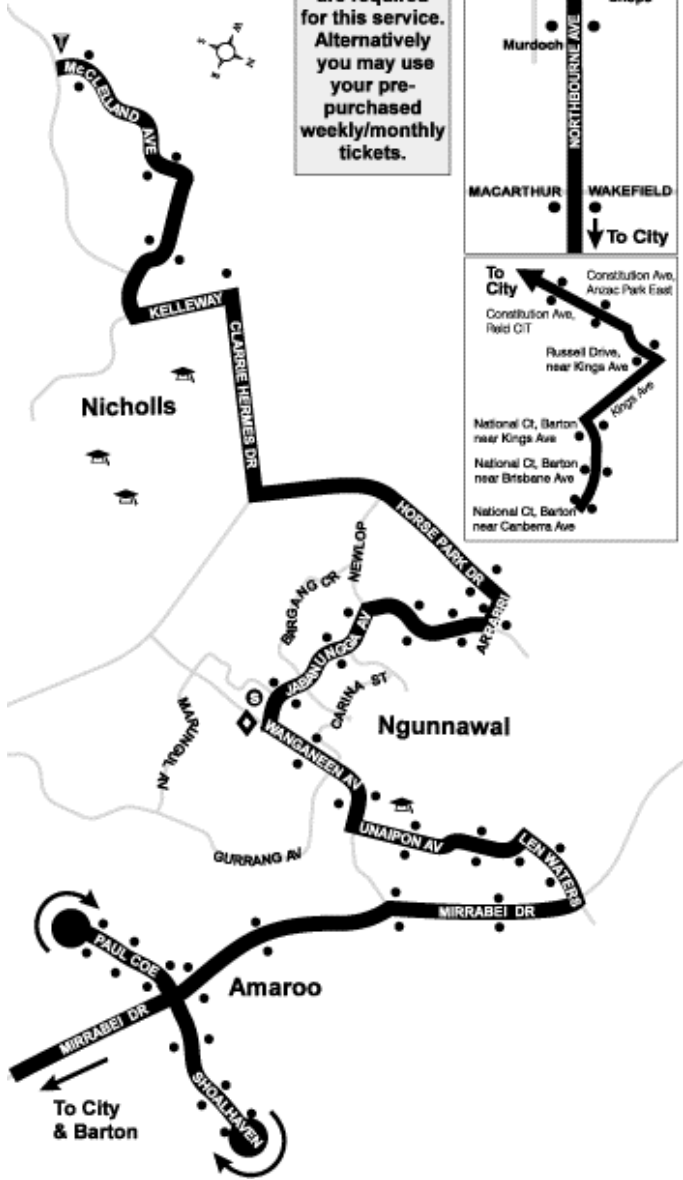 are required
for this service.
Alternatively
you may use
your pre-
purchased
weekly/monthly
tickets.
Shops
Murdoch
NORTHBOURNE AVE
MACARTHUR
WAKEFIELD
To City
To
City
Constitution Ave,
Anzac Park East
Constitution Ave,
Reid CIT
Russell Drive,
near Kings Ave
Kings Ave
National Ct, Barton
near Kings Ave
National Ct, Barton
near Brisbane Ave
National Ct, Barton
near Canberra Ave
W
N
S
E
McCLELLAND AVE
KELLEWAY
CLARRIE HERMES DR
Nicholls
HORSE PARK DR
NEWLOP
BARGANG CR
ARRABRI
JABANUNGGA AV
CARINA ST
S
Ngunnawal
MARUNGUL AV
WANGANEEN AV
UNAIPON AV
LEN WATERS
GURRANG AV
MIRRABEI DR
PAUL COE
Amaroo
MIRRABEI DR
SHOALHAVEN
To City
& Barton